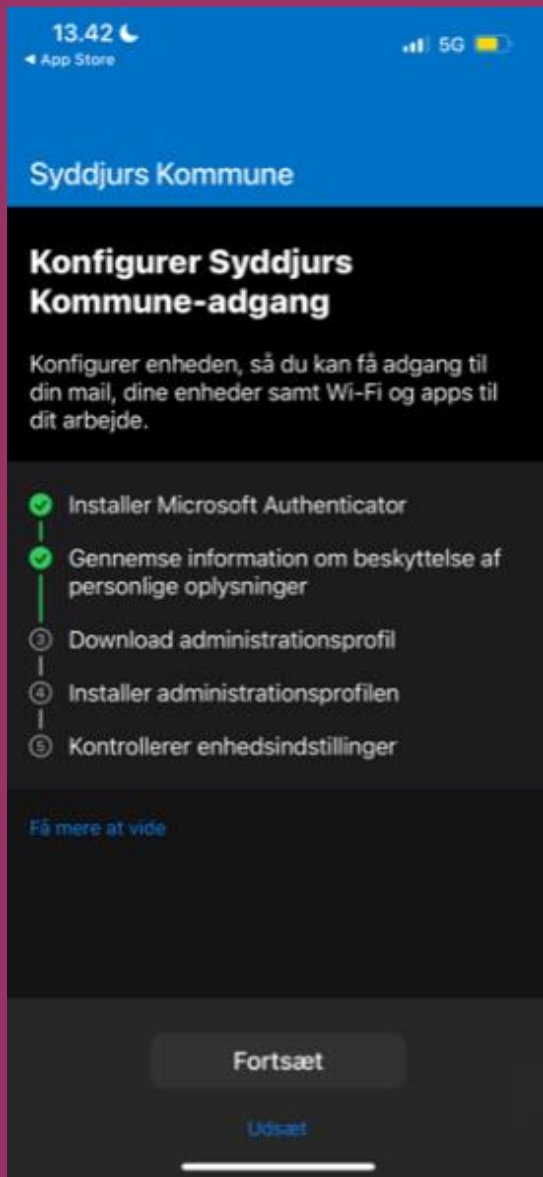 13.42
5G
◀ App Store
Syddjurs Kommune
Konfigurer Syddjurs
Kommune-adgang
Konfigurer enheden, så du kan få adgang til
din mail, dine enheder samt Wi-Fi og apps til
dit arbejde.
Installer Microsoft Authenticator
Gennemse information om beskyttelse af
personlige oplysninger
3 Download administrationsprofil
4 Installer administrationsprofilen
5 Kontrollerer enhedsindstillinger
Få mere at vide
Fortsæt
Udsæt